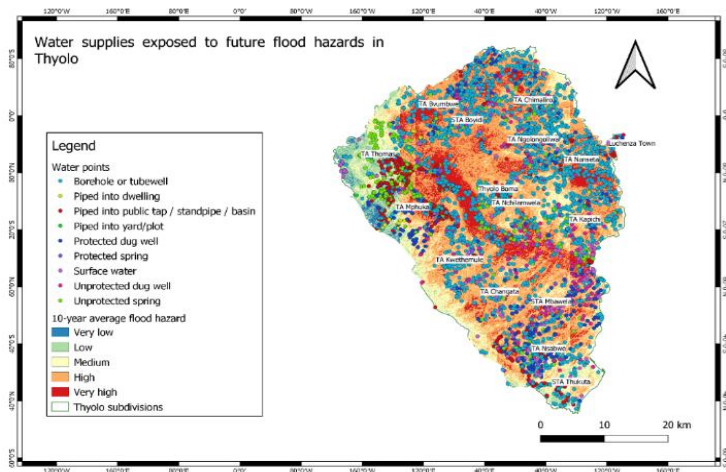 Water supplies exposed to future flood hazards in
Thyolo
Legend
Water points
Borehole or tubewell
Piped into dwelling
Piped into public tap / standpipe / basin
Piped into yard/plot
Protected dug well
Protected spring
Surface water
Unprotected dug well
Unprotected spring
10-year average flood hazard
Very low
Low
Medium
High
Very high
Thyolo subdivisions
TA Bvumbwe
TA Chimaliro
STA Boyidi
TA Ngolongoliwa
Luchenza Town
TA Thomas
TA Nanseta
Thyolo Boma
TA Mphuka
TA Nchilamwela
TA Kapichi
TA Kwethemule
TA Changata
STA Mbawela
TA Nsabwe
STA Thukuta
0 10 20 km